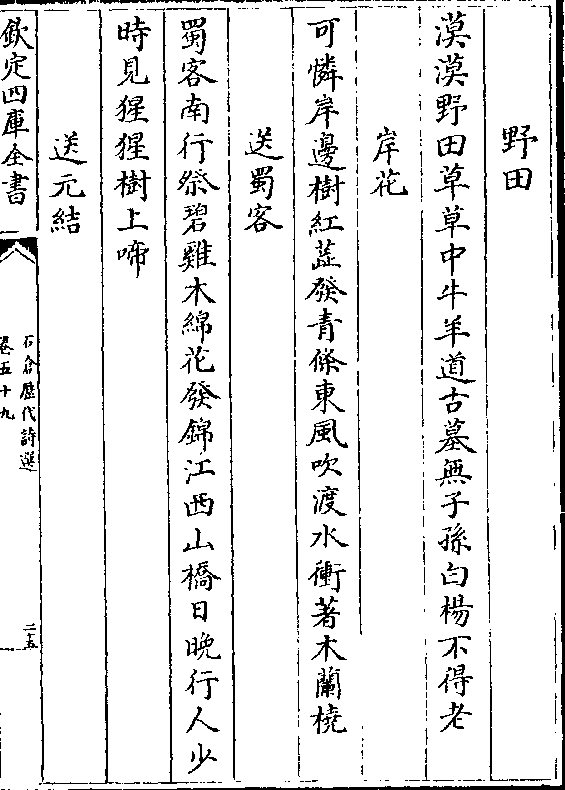 野田
漠漠野田草草中牛羊道古墓無子孫白楊不得老
岸花
可憐岸邊樹紅蕋發青條東風吹渡水衝著木蘭橈
送蜀客
蜀客南行祭碧雞木綿花發錦江西山橋日晚行人少
時見猩猩樹上啼
送元結
欽定四庫全書
石倉歷代詩選
卷五十九
二五